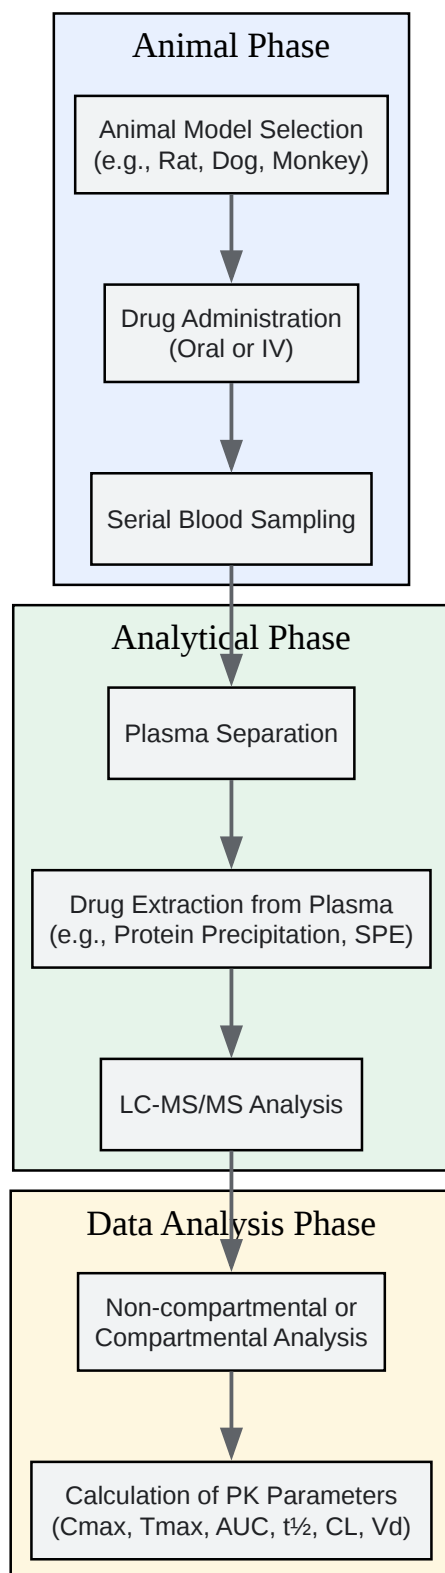 Animal Phase
Animal Model Selection
(e.g., Rat, Dog, Monkey)
Drug Administration
(Oral or IV)
Serial Blood Sampling
Analytical Phase
Plasma Separation
Drug Extraction from Plasma
(e.g., Protein Precipitation, SPE)
LC-MS/MS Analysis
Data Analysis Phase
Non-compartmental or
Compartmental Analysis
Calculation of PK Parameters
(Cmax, Tmax, AUC, t½, CL, Vd)